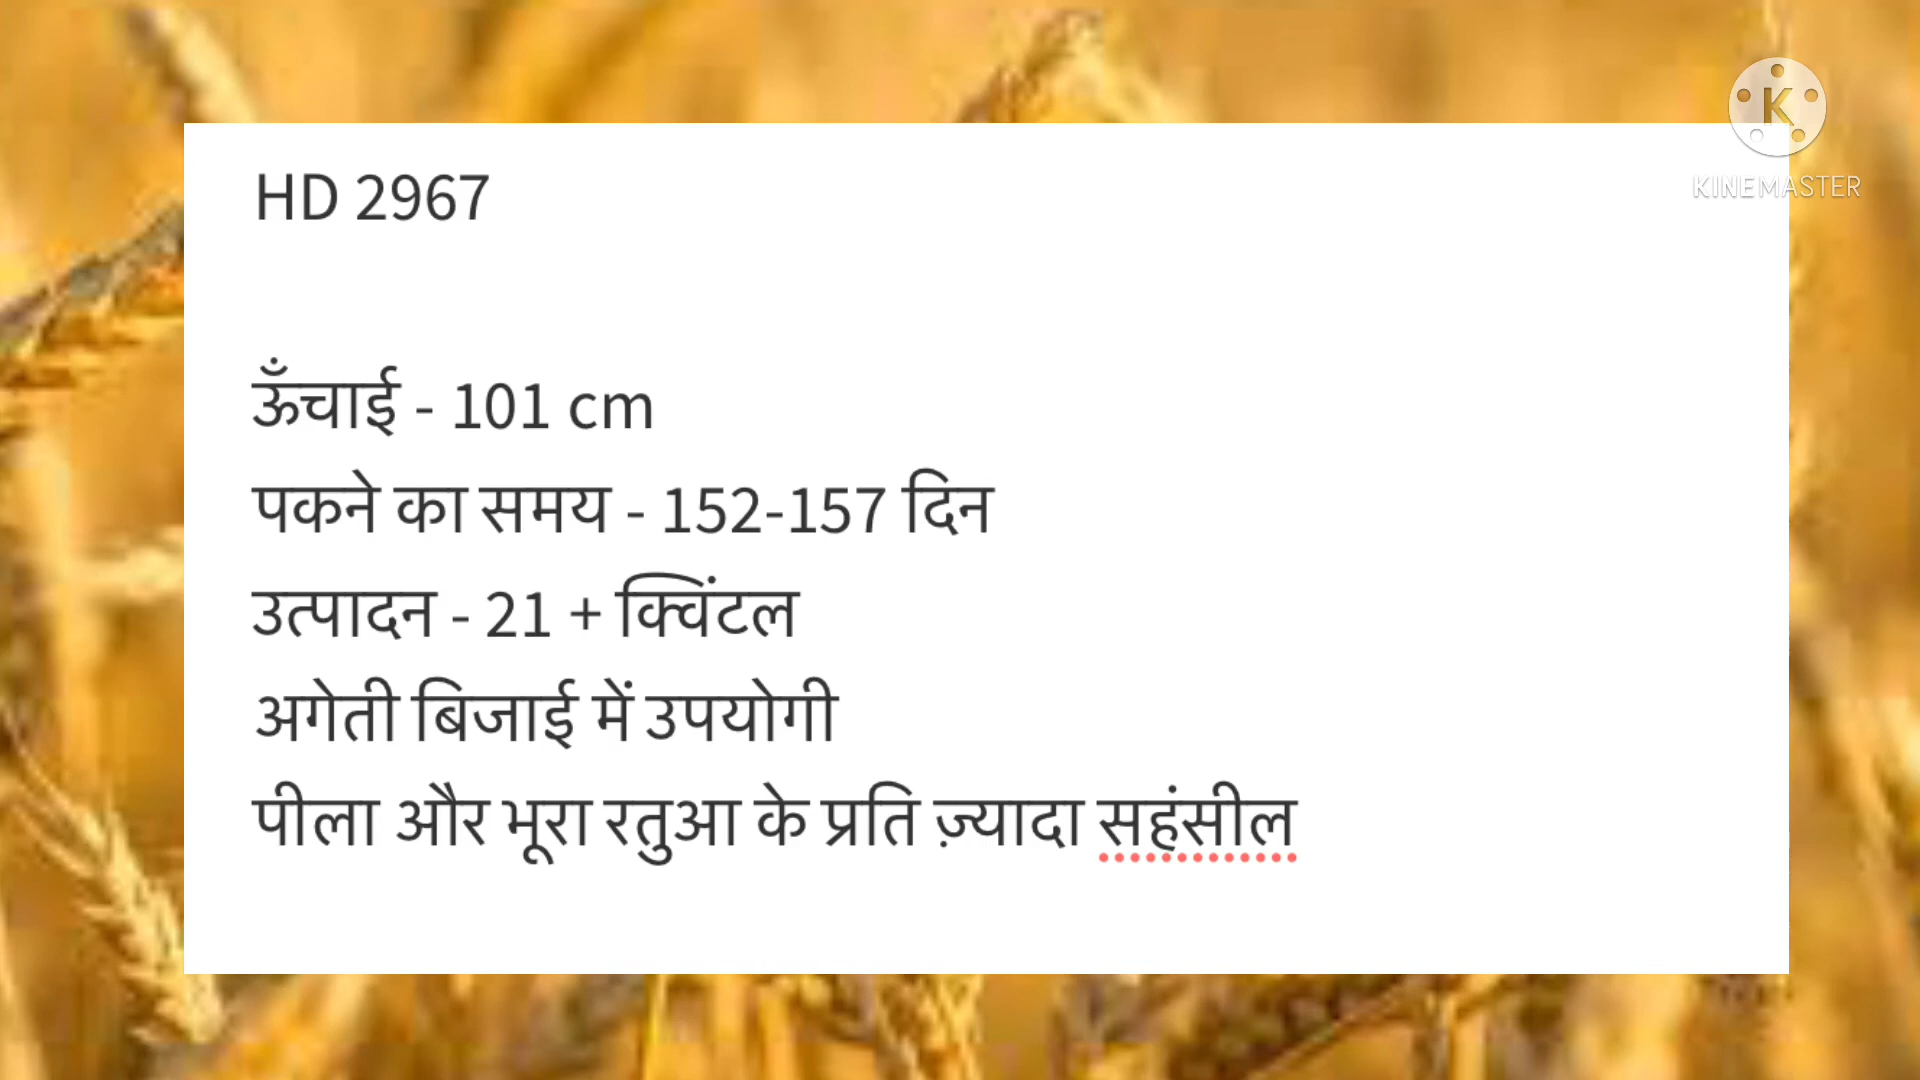 HD 2967
ऊँचाई - 101 cm
पकने का समय - 152-157 दिन
उत्पादन - 21 + क्विंटल
अगेती बिजाई में उपयोगी
पीला और भूरा रतुआ के प्रति ज़्यादा सहंसील
K
KINEMASTER